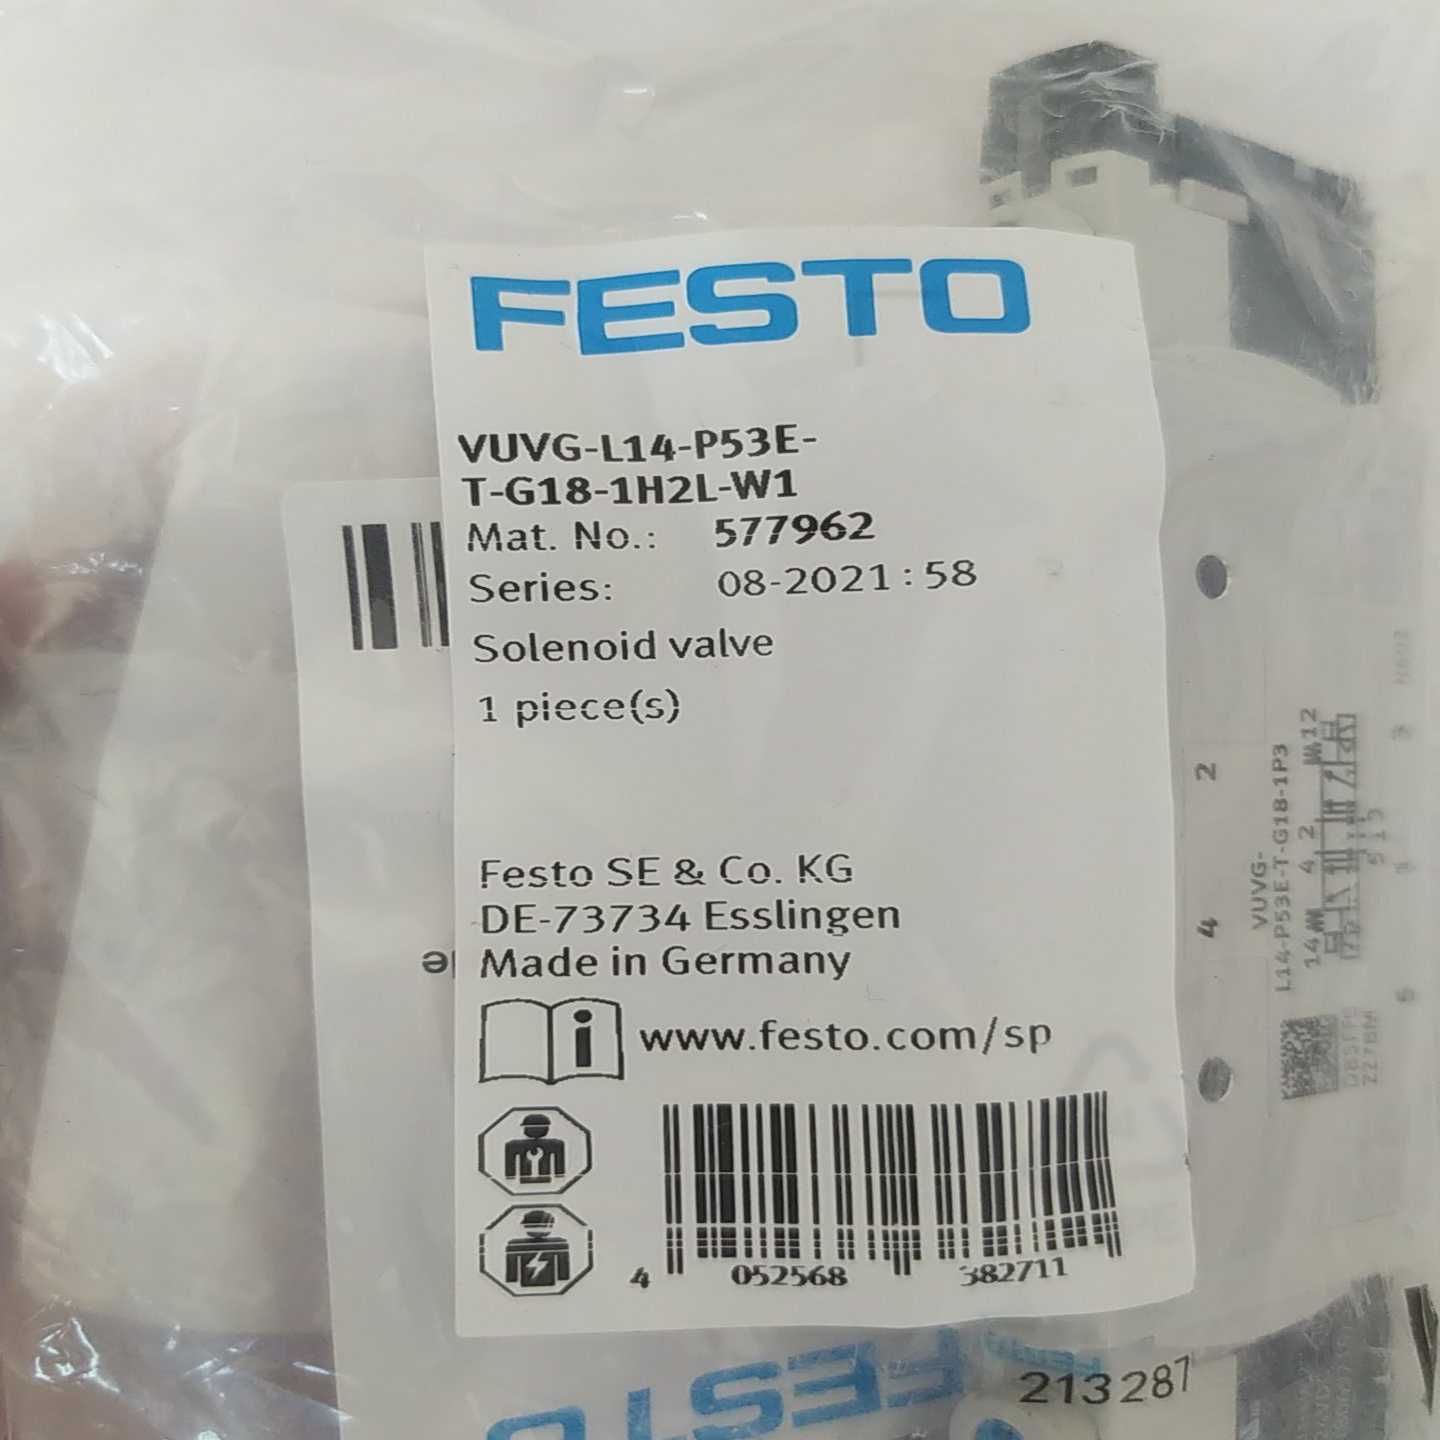 FESTO
VUVG-L14-P53E-
T-G18-1H2L-W1
Mat. No.: 577962
Series: 08-2021:58
Solenoid valve
1 piece(s)
Festo SE & Co. KG
DE-73734 Esslingen
Made in Germany
i www.festo.com/sp
4 052568 382711
213287
FESTO
2
4
VUVG-
L14-P53E-T-G18-1P3
14 4 2 12
5 1 3